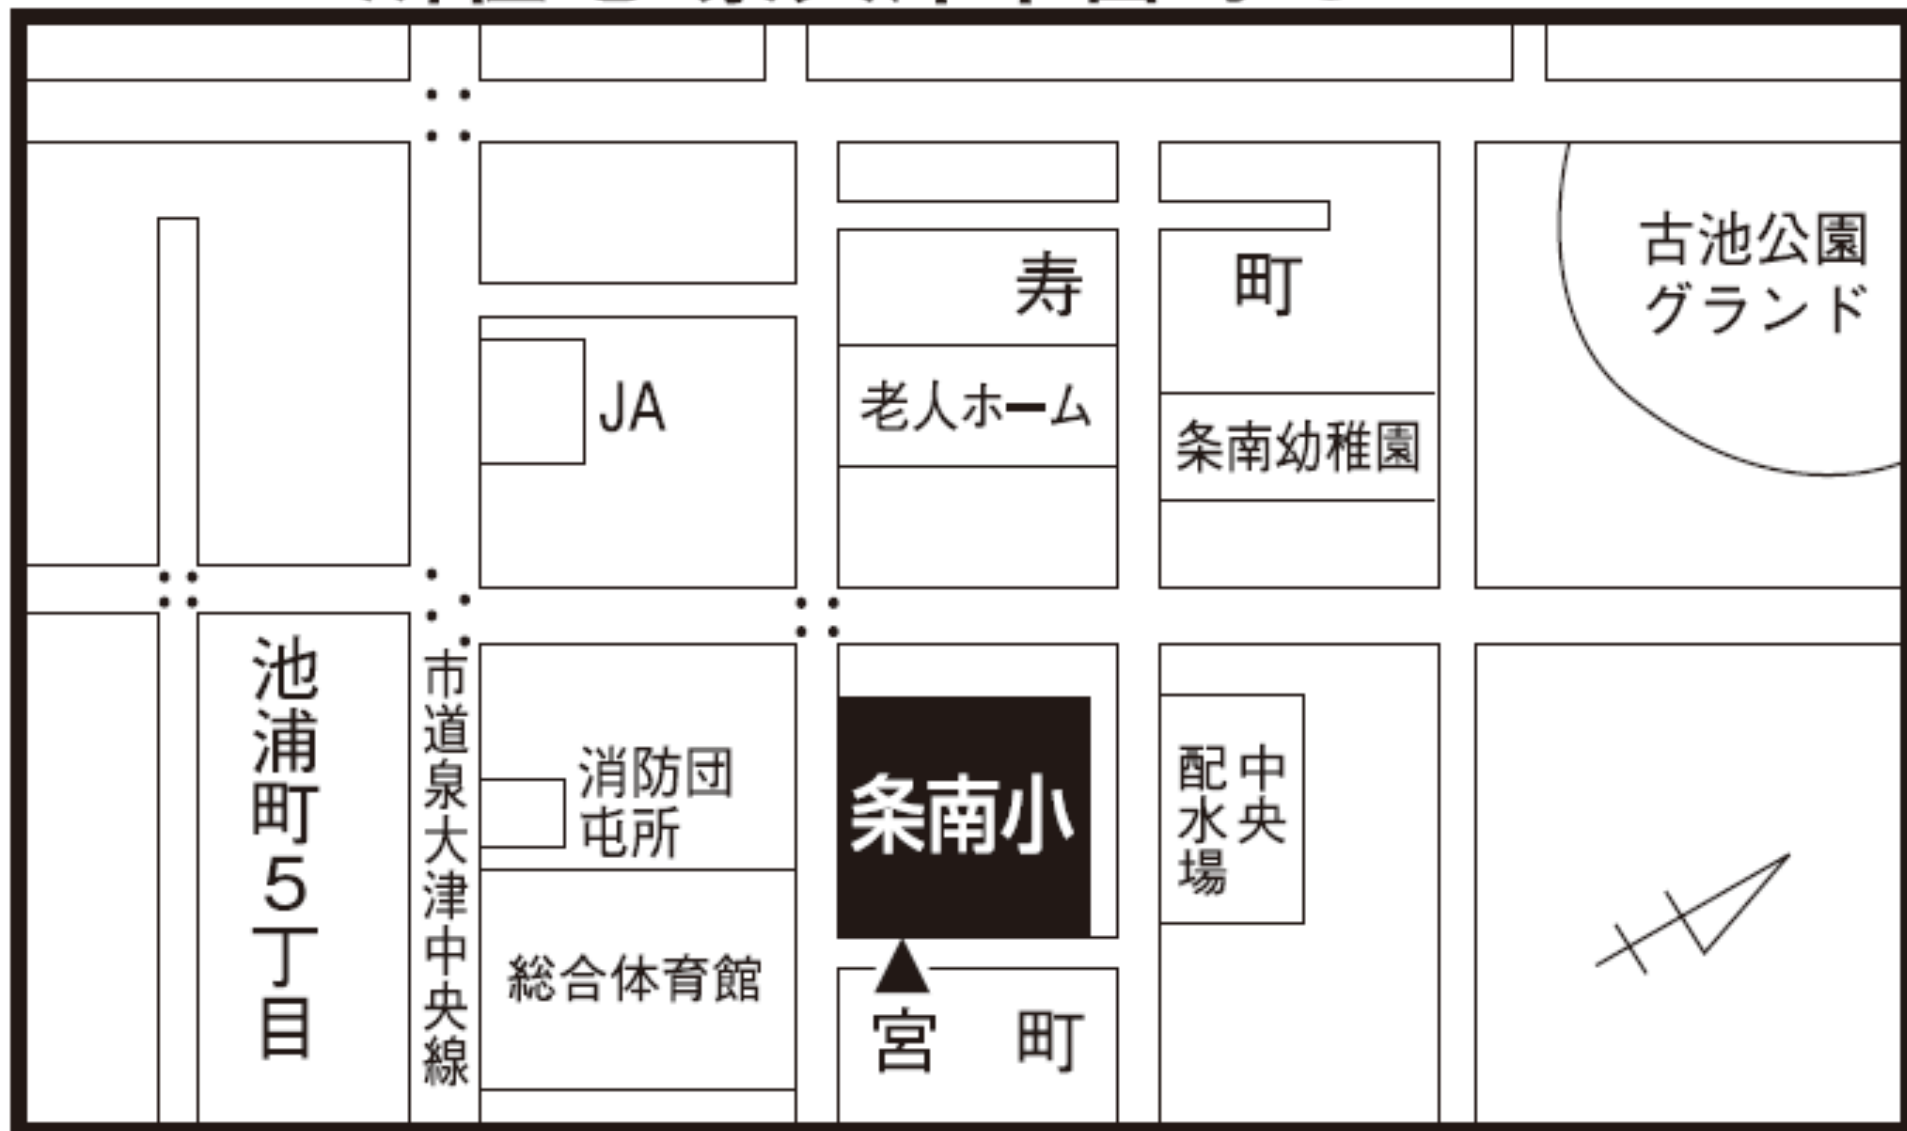 古池公園
グランド
寿町
JA
老人ホーム
条南幼稚園
池浦町5丁目
市道泉大津中央線
消防団
屯所
条南小
中央
配水場
総合体育館
宮町